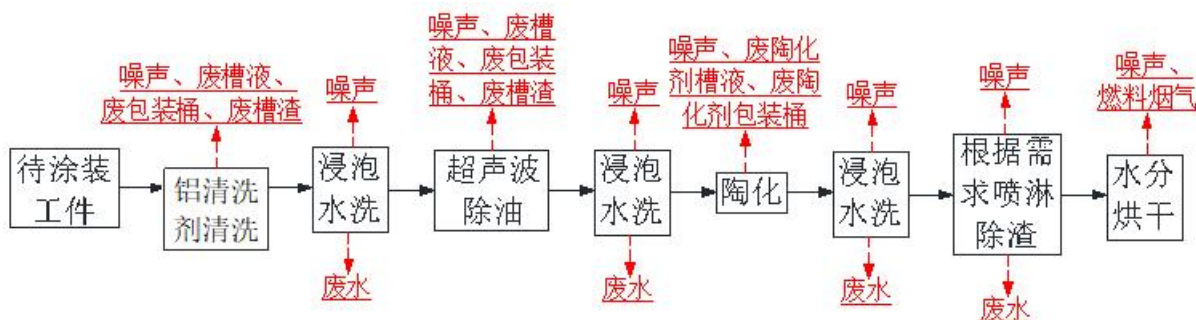 噪声、废槽液、
废包装桶、废槽渣
噪声
噪声、废槽
液、废包装
桶、废槽渣
噪声
噪声、废陶化
剂槽液、废陶
化剂包装桶
噪声
噪声
噪声、
燃料烟气
待涂装
工件
铝清洗
剂清洗
浸泡
水洗
超声波
除油
浸泡
水洗
陶化
浸泡
水洗
根据需
求喷淋
除渣
水分
烘干
废水
废水
废水
废水